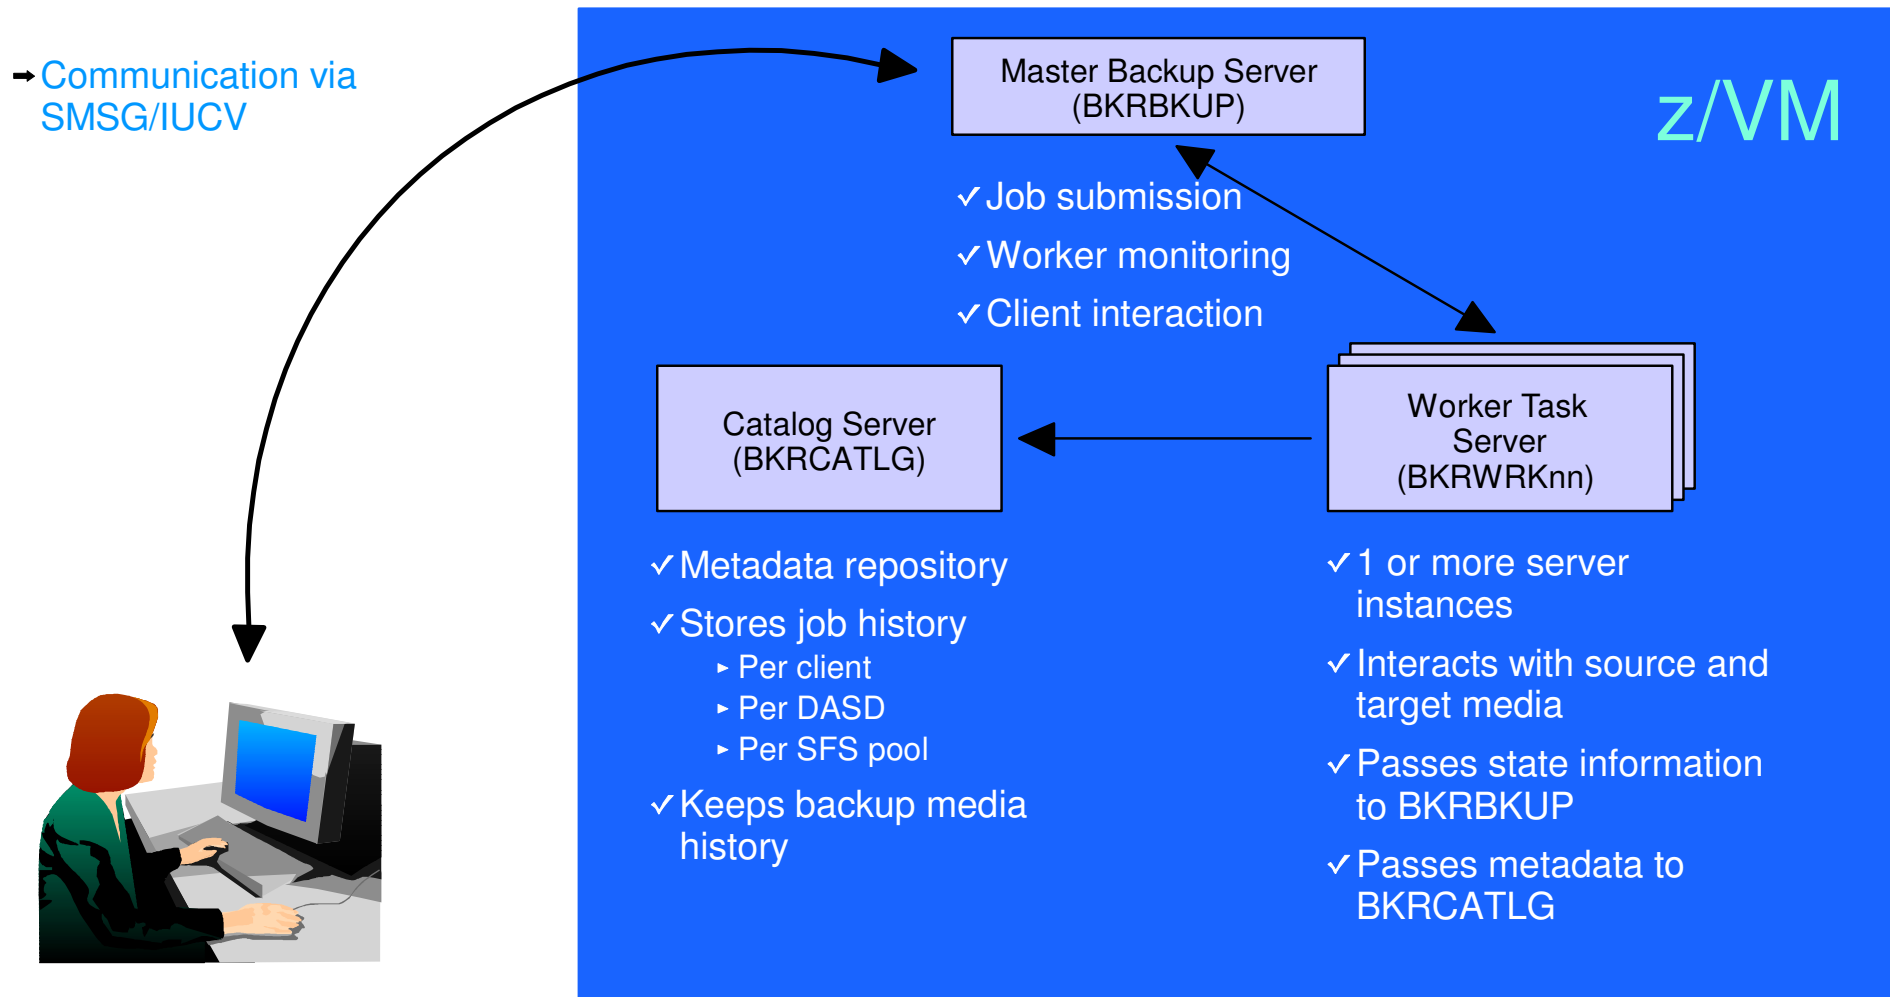 Communication via
SMSG/IUCV
Master Backup Server
(BKRBKUP)
z/VM
✓ Job submission
✓ Worker monitoring
✓ Client interaction
Catalog Server
(BKRCATLG)
Worker Task
Server
(BKRWRKnn)
✓ Metadata repository
✓ Stores job history
► Per client
► Per DASD
► Per SFS pool
✓ Keeps backup media
history
✓ 1 or more server
instances
✓ Interacts with source and
target media
✓ Passes state information
to BKRBKUP
✓ Passes metadata to
BKRCATLG